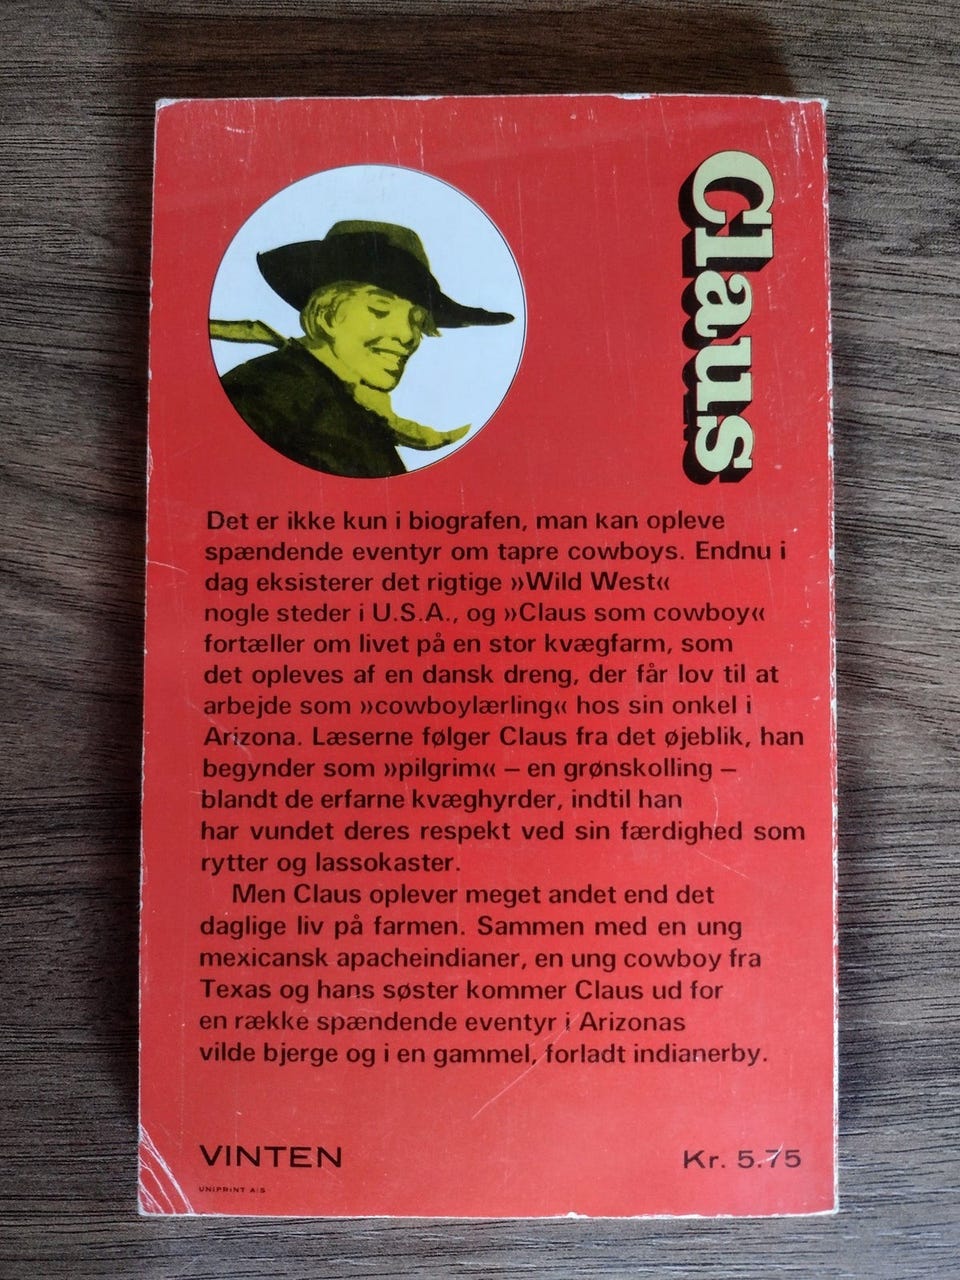 Claus
Det er ikke kun i biografen, man kan opleve
spændende eventyr om tapre cowboys. Endnu i
dag eksisterer det rigtige »Wild West«
nogle steder i U.S.A., og »Claus som cowboy«
fortæller om livet på en stor kvægfarm, som
det opleves af en dansk dreng, der får lov til at
arbejde som »cowboylærling« hos sin onkel i
Arizona. Læserne følger Claus fra det øjeblik, han
begynder som »pilgrim« – en grønskolling –
blandt de erfarne kvæghyrder, indtil han
har vundet deres respekt ved sin færdighed som
rytter og lassokaster.
Men Claus oplever meget andet end det
daglige liv på farmen. Sammen med en ung
mexicansk apacheindianer, en ung cowboy fra
Texas og hans søster kommer Claus ud for
en række spændende eventyr i Arizonas
vilde bjerge og i en gammel, forladt indianerby.
VINTEN
Kr. 5.75
UNIPRINT A/S